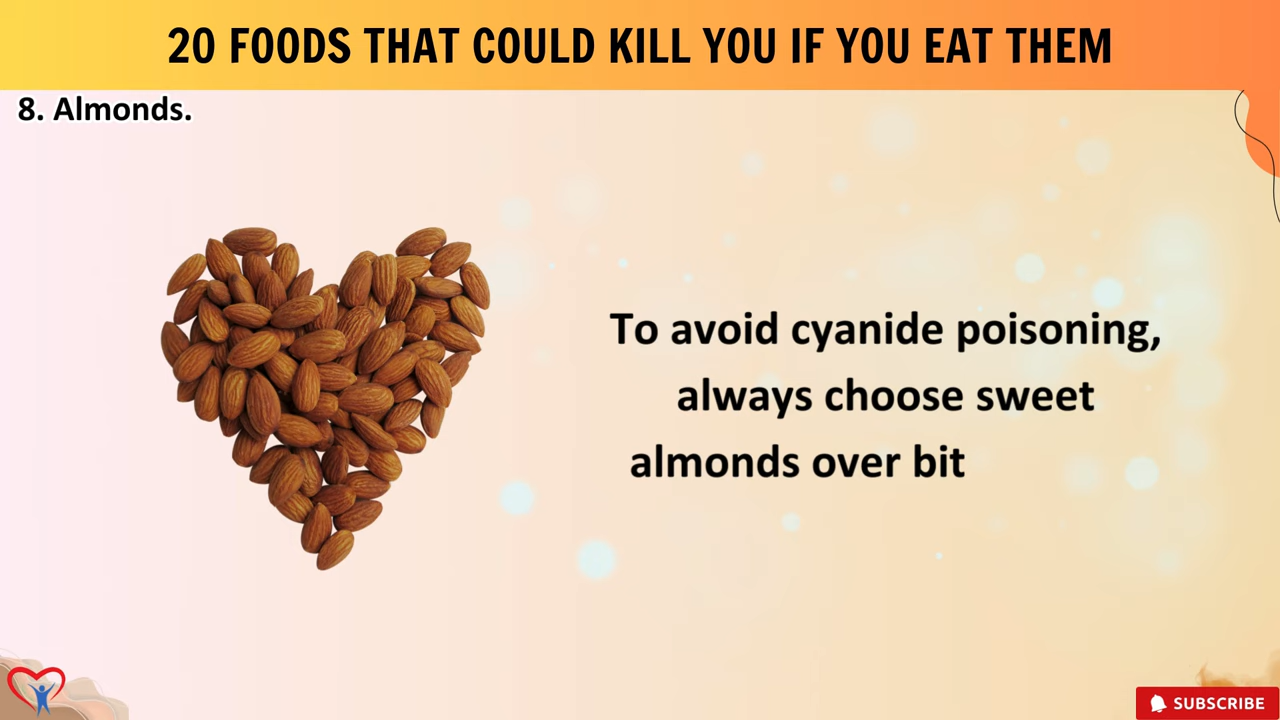 20 FOODS THAT COULD KILL YOU IF YOU EAT THEM
8. Almonds.
To avoid cyanide poisoning,
always choose sweet
almonds over bit
SUBSCRIBE